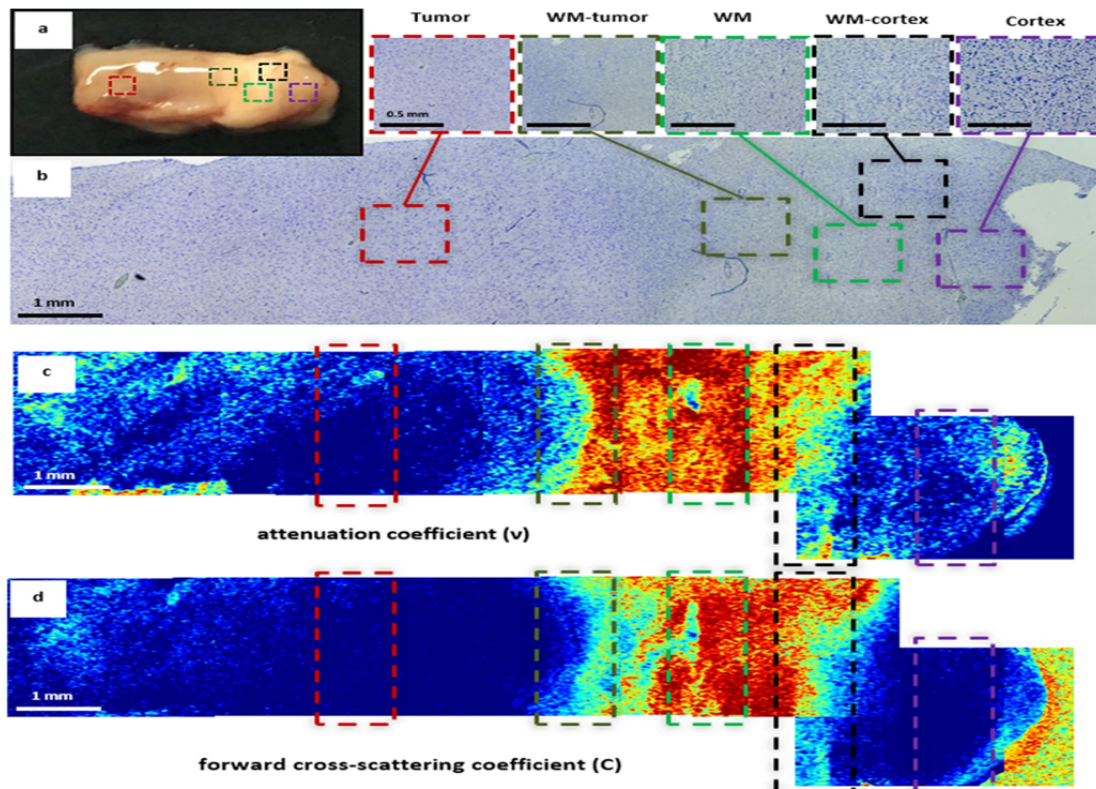 a
Tumor WM-tumor WM WM-cortex Cortex
0.5 mm
b
1 mm
c
1 mm
attenuation coefficient (ν)
d
1 mm
forward cross-scattering coefficient (C)